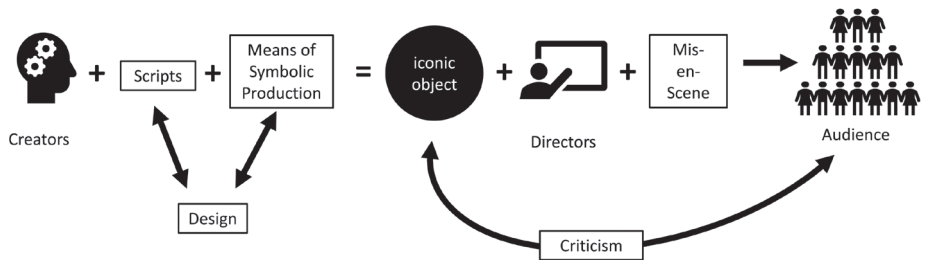 Creators
+
Scripts
+
Means of
Symbolic
Production
=
iconic
object
+
Directors
+
Mis-
en-
Scene
Audience
Design
Criticism